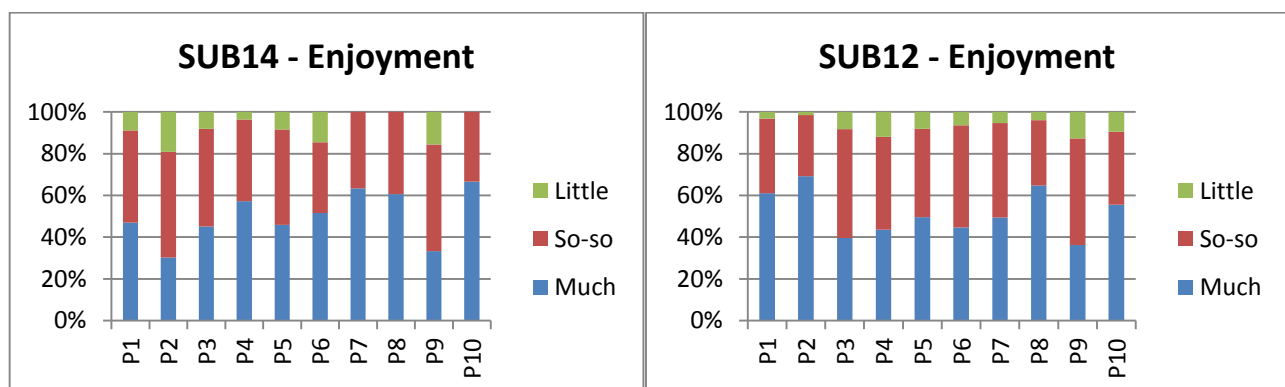 SUB14 - Enjoyment
100%
80%
60%
40%
20%
0%
P1
P2
P3
P4
P5
P6
P7
P8
P9
P10
Little
So-so
Much
SUB12 - Enjoyment
100%
80%
60%
40%
20%
0%
P1
P2
P3
P4
P5
P6
P7
P8
P9
P10
Little
So-so
Much